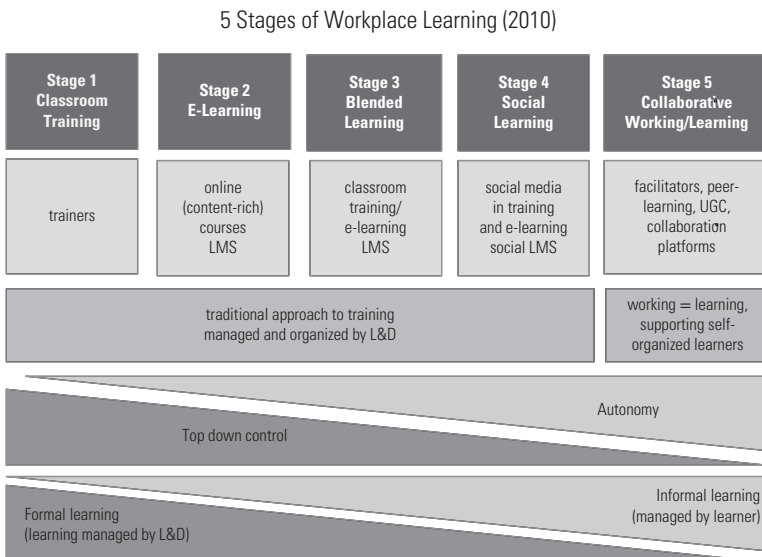 5 Stages of Workplace Learning (2010)
Stage 1
Classroom
Training
Stage 2
E-Learning
Stage 3
Blended
Learning
Stage 4
Social
Learning
Stage 5
Collaborative
Working/Learning
trainers
online
(content-rich)
courses
LMS
classroom
training/
e-learning
LMS
social media
in training
and e-learning
social LMS
facilitators, peer-
learning, UGC,
collaboration
platforms
traditional approach to training
managed and organized by L&D
working = learning,
supporting self-
organized learners
Autonomy
Top down control
Informal learning
(managed by learner)
Formal learning
(learning managed by L&D)